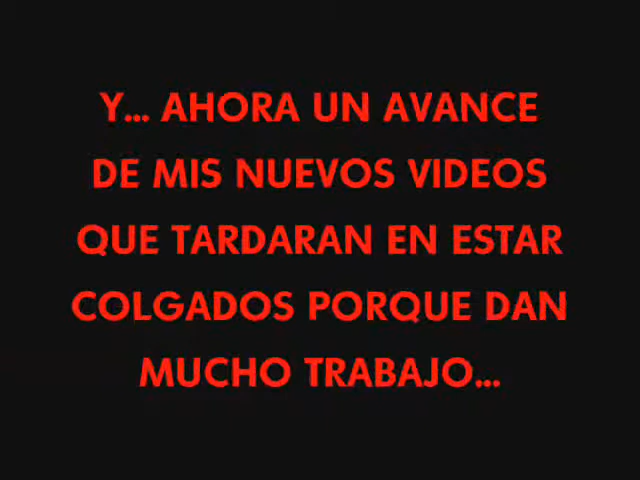 Y... AHORA UN AVANCE
DE MIS NUEVOS VIDEOS
QUE TARDARAN EN ESTAR
COLGADOS PORQUE DAN
MUCHO TRABAJO...